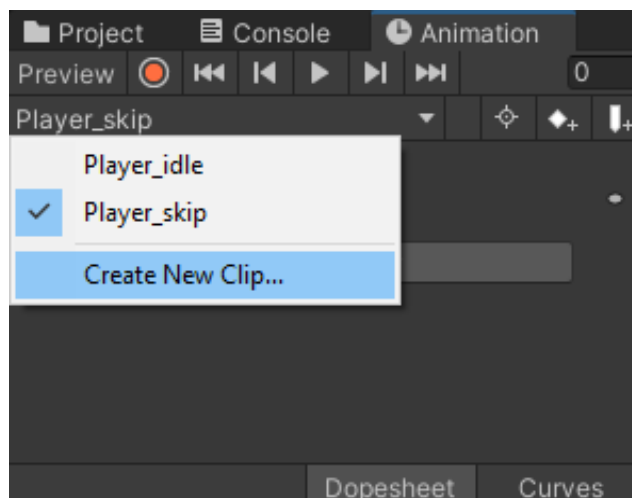 Project Console Animation
Preview 0
Player_skip
Player_idle
Player_skip
Create New Clip...
Dopesheet Curves